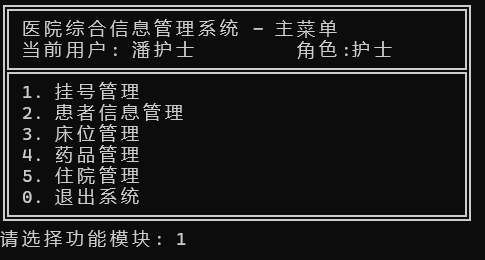 医院综合信息管理系统 - 主菜单
当前用户: 潘护士 角色:护士
1. 挂号管理
2. 患者信息管理
3. 床位管理
4. 药品管理
5. 住院管理
0. 退出系统
请选择功能模块: 1